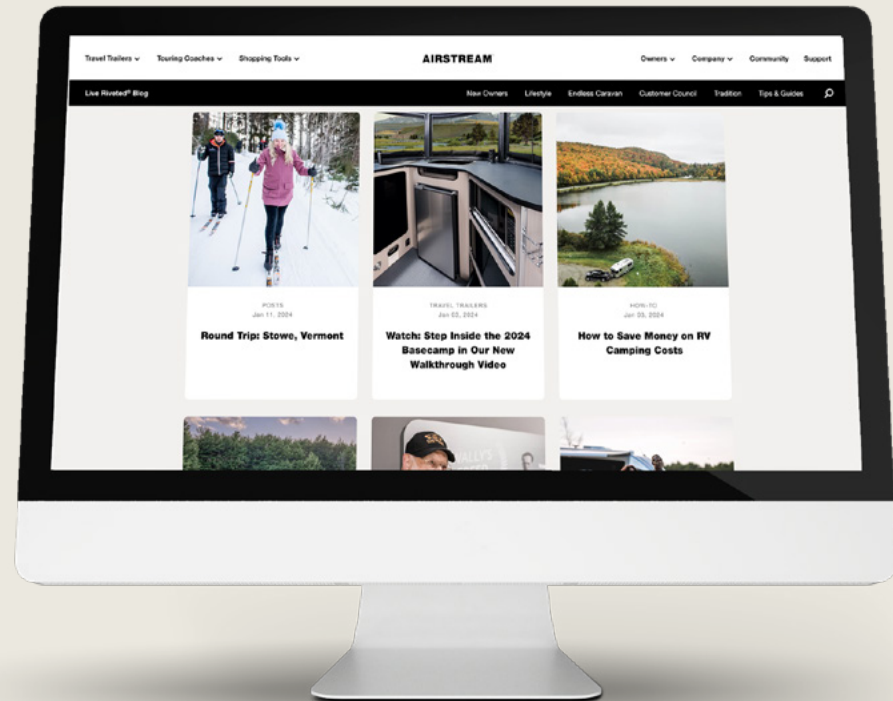 Travel Trailers
Touring Coaches
Shopping Tools
AIRSTREAM
Owners
Company
Community
Support
Live Riveted® Blog
New Owners
Lifestyle
Endless Caravan
Customer Council
Tradition
Tips & Guides
POSTS
Jan 11, 2024
Round Trip: Stowe, Vermont
TRAVEL TRAILERS
Jan 03, 2024
Watch: Step Inside the 2024
Basecamp in Our New
Walkthrough Video
HOW-TO
Jan 03, 2024
How to Save Money on RV
Camping Costs